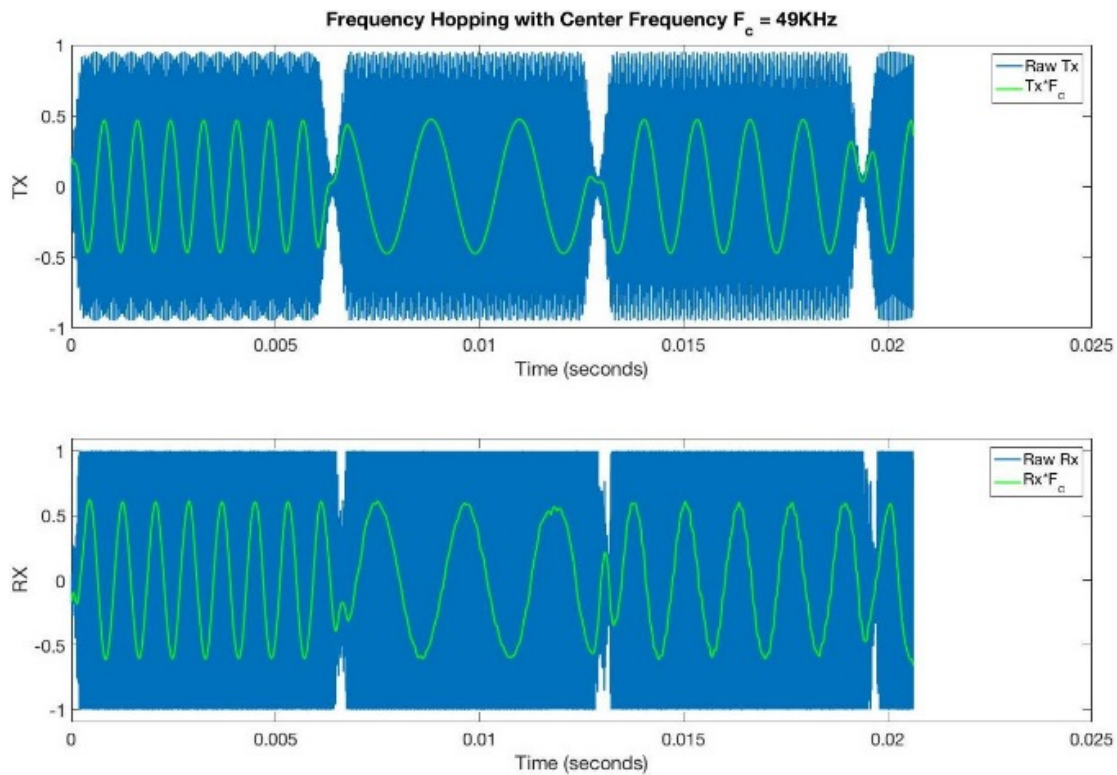 Frequency Hopping with Center Frequency F_c = 49KHz
1
0.5
0
-0.5
-1
TX
Raw Tx
Tx*F_c
0 0.005 0.01 0.015 0.02 0.025
Time (seconds)
1
0.5
0
-0.5
-1
RX
Raw Rx
Rx*F_c
0 0.005 0.01 0.015 0.02 0.025
Time (seconds)